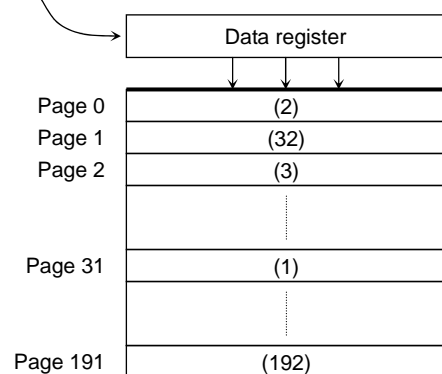 Data register
Page 0 (2)
Page 1 (32)
Page 2 (3)
Page 31 (1)
Page 191 (192)